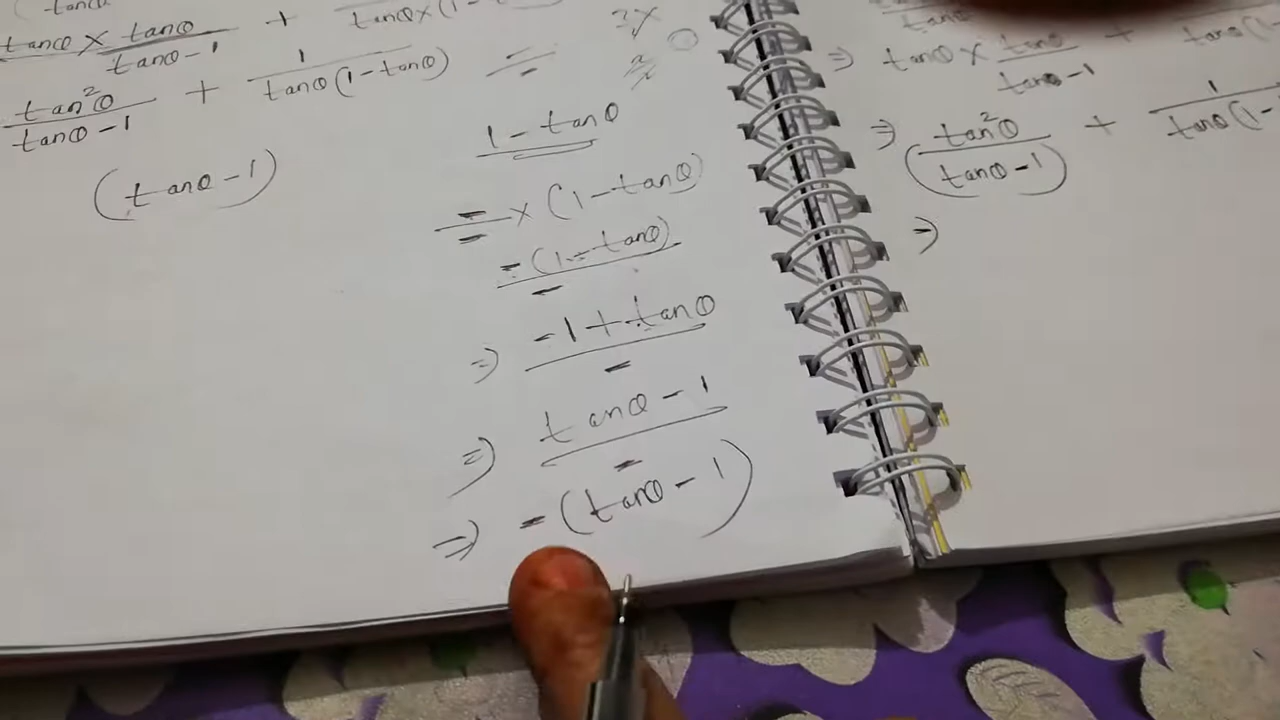 -tanθ
tanθ × tanθ/tanθ-1 + /tanθ×(1-
tan²θ/tanθ-1 + 1/tanθ(1-tanθ)
(tanθ-1)
1-tanθ
-/- × (1-tanθ)
-(1-tanθ)/-
⇒ -1+tanθ/-
⇒ tanθ-1/-
⇒ -(tanθ-1)
⇒ tanθ × tanθ/tanθ-1 + /tanθ(1-
⇒ tan²θ/(tanθ-1) + 1/tanθ(1-
⇒